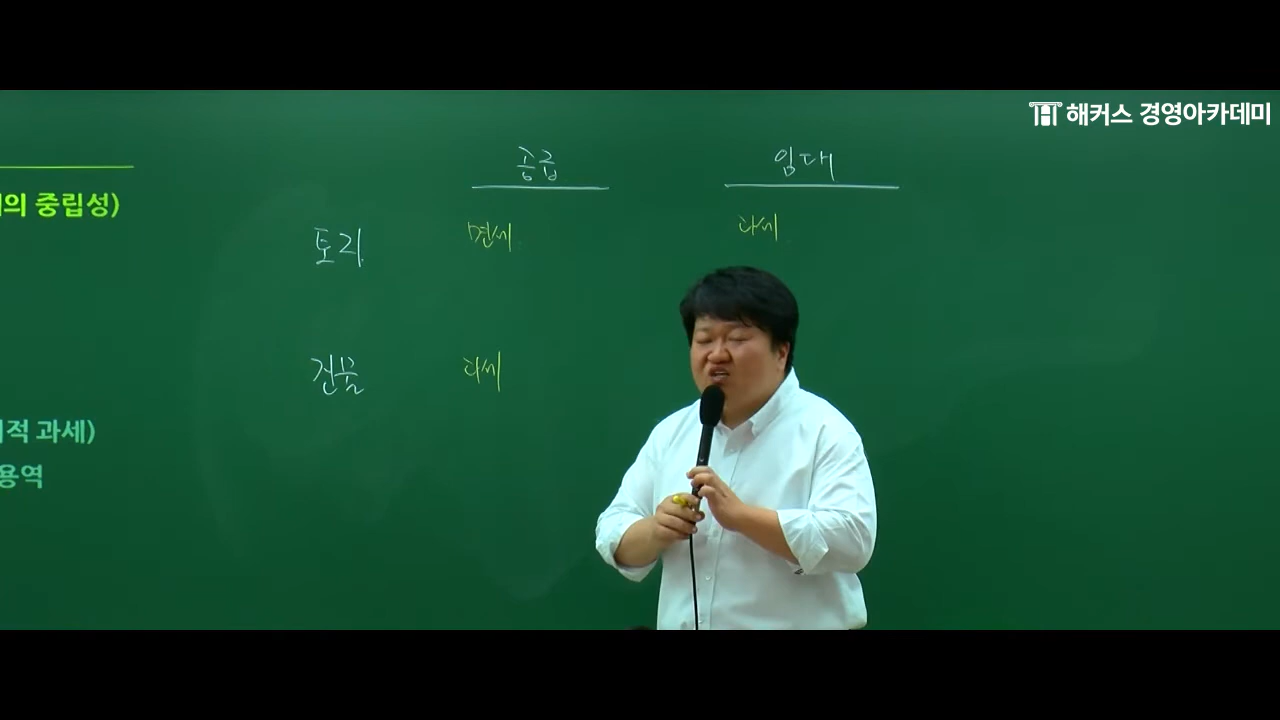 해커스 경영아카데미
공급 임대
의 중립성)
토지 면세 과세
건물 과세
적 과세)
용역